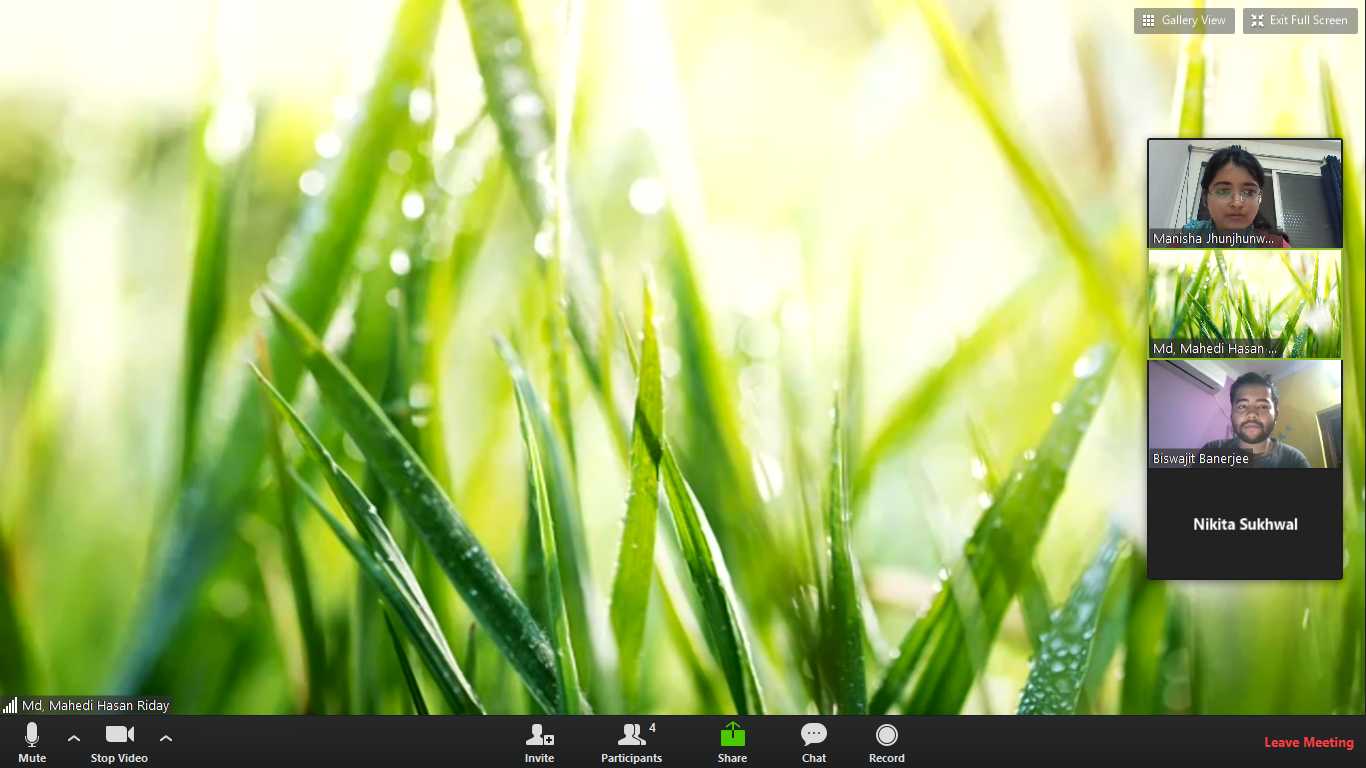 Gallery View
Exit Full Screen
Manisha Jhunjhunw...
Md, Mahedi Hasan ...
Biswajit Banerjee
Nikita Sukhwal
Md, Mahedi Hasan Riday
Mute
Stop Video
Invite
4
Participants
Share
Chat
Record
Leave Meeting